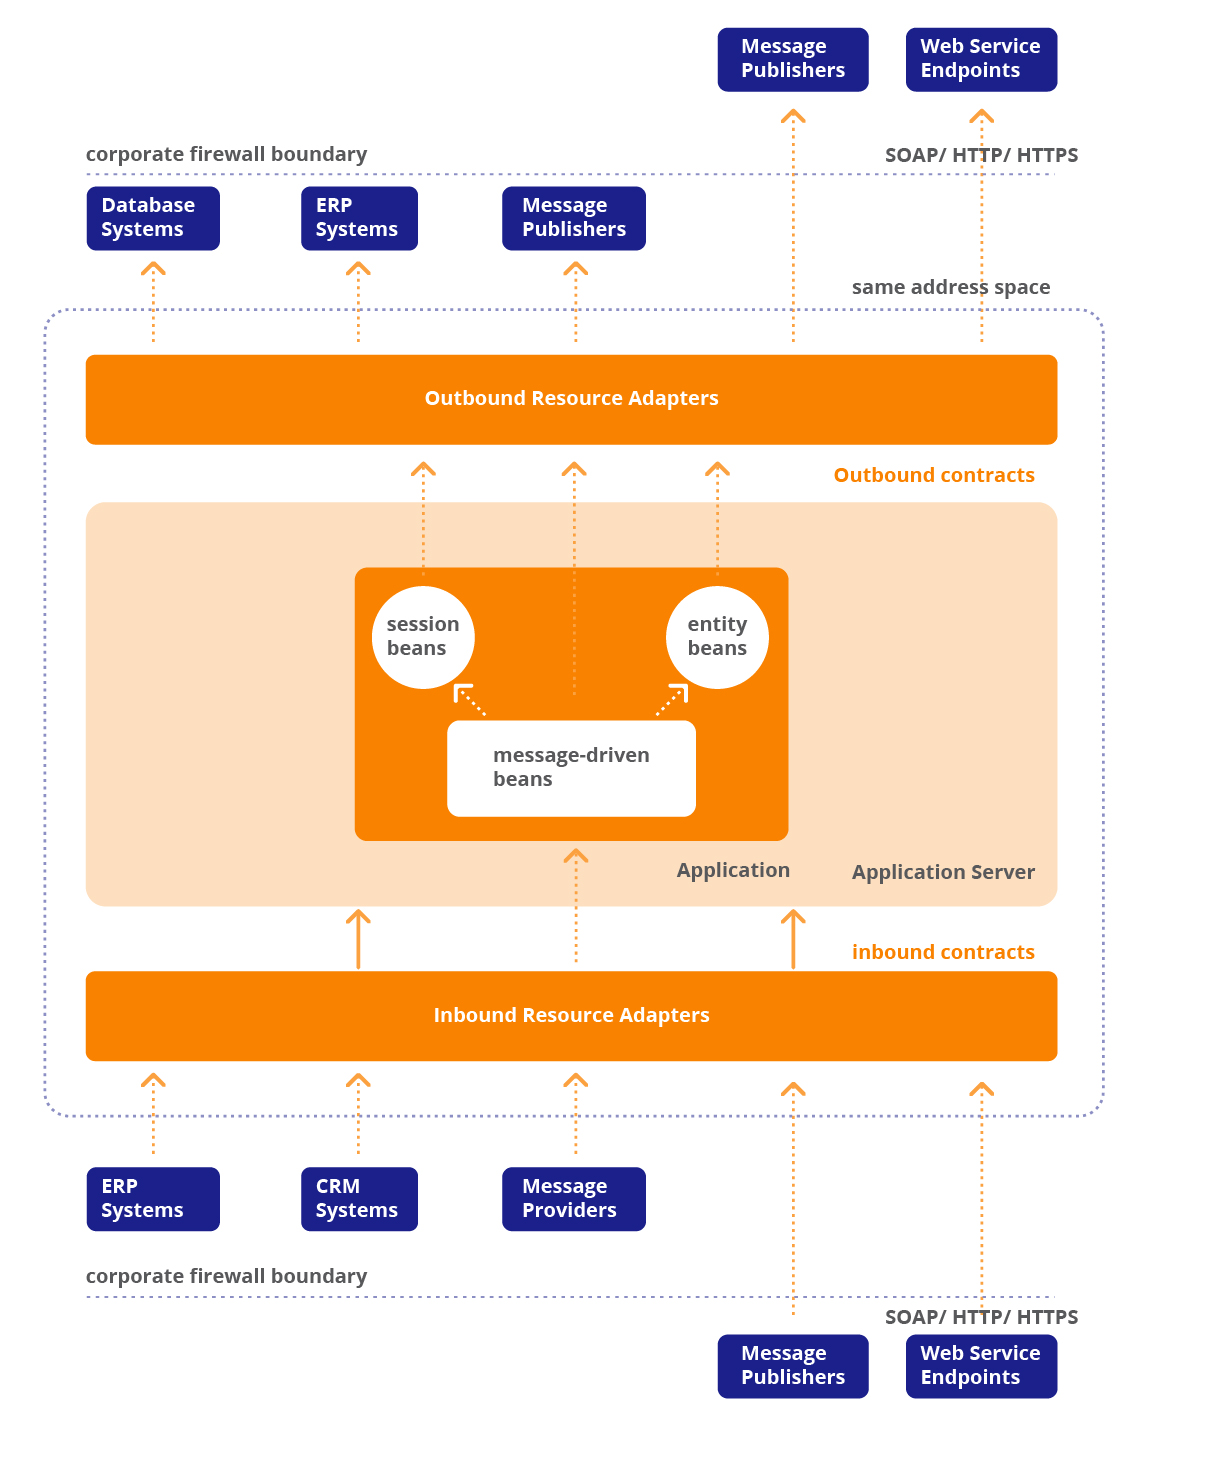 Message
Publishers
Web Service
Endpoints
corporate firewall boundary
SOAP/ HTTP/ HTTPS
Database
Systems
ERP
Systems
Message
Publishers
same address space
Outbound Resource Adapters
Outbound contracts
session
beans
entity
beans
message-driven
beans
Application
Application Server
inbound contracts
Inbound Resource Adapters
ERP
Systems
CRM
Systems
Message
Providers
corporate firewall boundary
SOAP/ HTTP/ HTTPS
Message
Publishers
Web Service
Endpoints